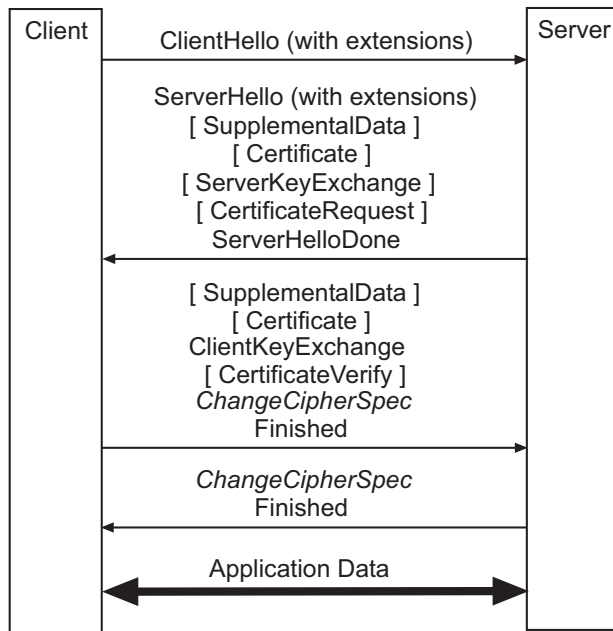 Client
Server
ClientHello (with extensions)
ServerHello (with extensions)
[ SupplementalData ]
[ Certificate ]
[ ServerKeyExchange ]
[ CertificateRequest ]
ServerHelloDone
[ SupplementalData ]
[ Certificate ]
ClientKeyExchange
[ CertificateVerify ]
ChangeCipherSpec
Finished
ChangeCipherSpec
Finished
Application Data